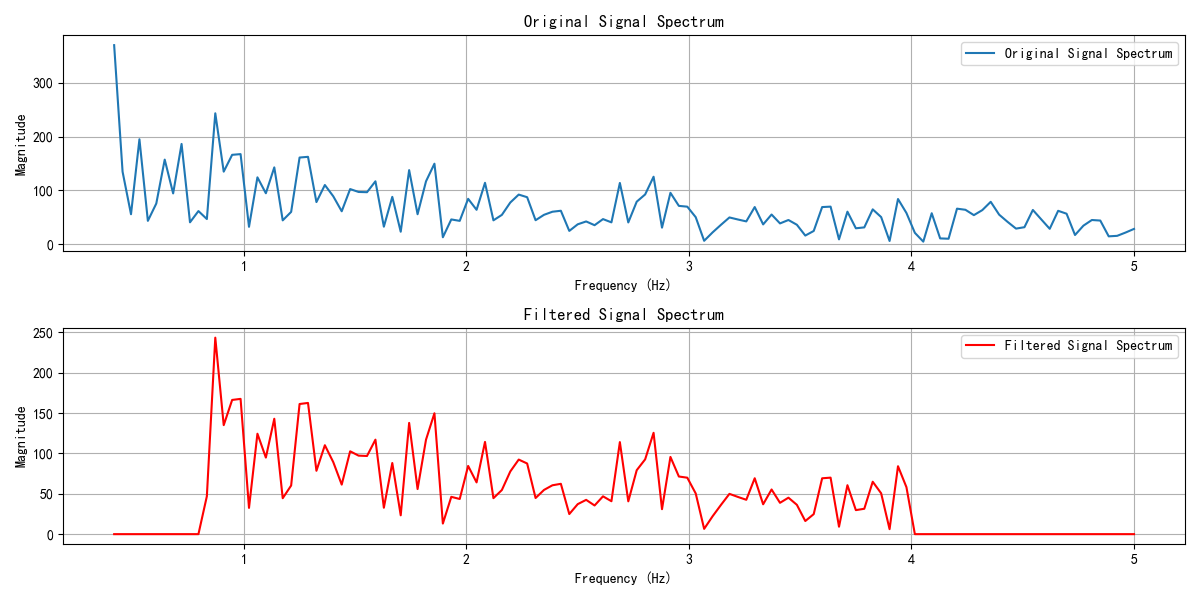 Original Signal Spectrum
Original Signal Spectrum
Magnitude
300
200
100
0
1 2 3 4 5
Frequency (Hz)
Filtered Signal Spectrum
Filtered Signal Spectrum
Magnitude
250
200
150
100
50
0
1 2 3 4 5
Frequency (Hz)